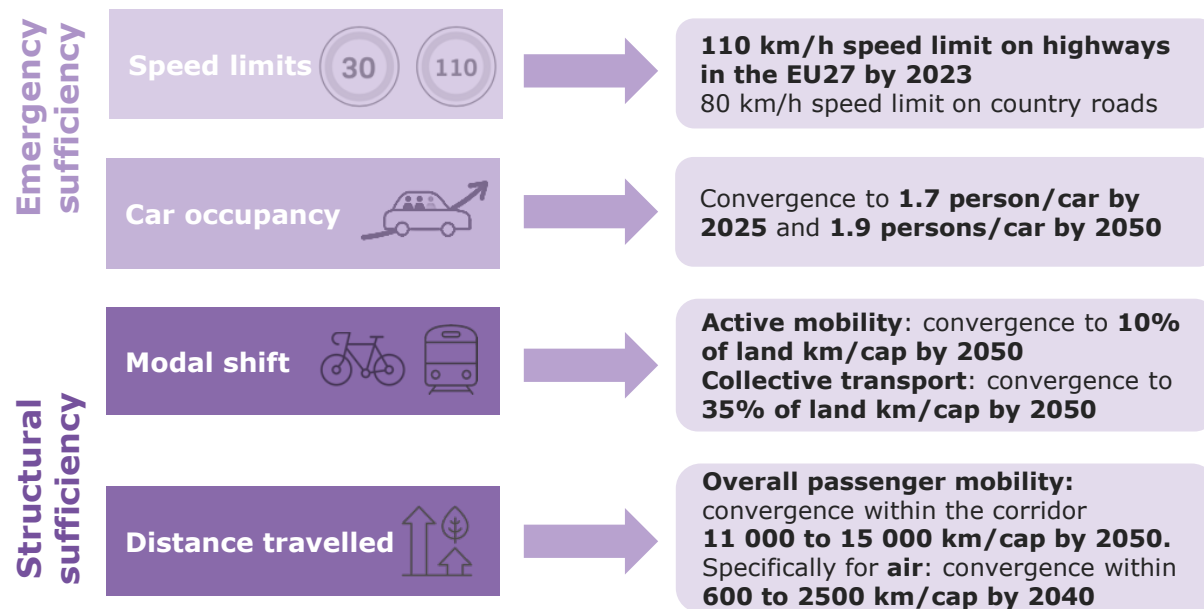 Emergency
sufficiency
Speed limits
30
110
110 km/h speed limit on highways
in the EU27 by 2023
80 km/h speed limit on country roads
Car occupancy
Convergence to 1.7 person/car by
2025 and 1.9 persons/car by 2050
Structural
sufficiency
Modal shift
Active mobility: convergence to 10%
of land km/cap by 2050
Collective transport: convergence to
35% of land km/cap by 2050
Distance travelled
Overall passenger mobility:
convergence within the corridor
11 000 to 15 000 km/cap by 2050.
Specifically for air: convergence within
600 to 2500 km/cap by 2040